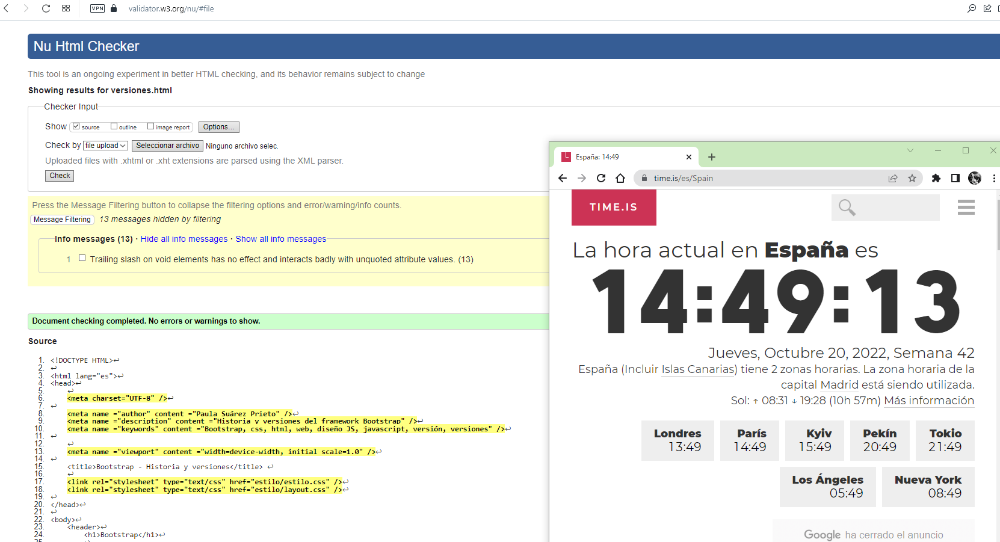 VPN validator.w3.org/nu/#file
Nu Html Checker
This tool is an ongoing experiment in better HTML checking, and its behavior remains subject to change
Showing results for versiones.html
Checker Input
Show source outline image report Options...
Check by file upload Seleccionar archivo Ninguno archivo selec.
Uploaded files with .xhtml or .xht extensions are parsed using the XML parser.
Check
Press the Message Filtering button to collapse the filtering options and error/warning/info counts.
Message Filtering 13 messages hidden by filtering
Info messages (13) · Hide all info messages · Show all info messages
1 Trailing slash on void elements has no effect and interacts badly with unquoted attribute values. (13)
Document checking completed. No errors or warnings to show.
Source
1. <!DOCTYPE HTML>↩
2. ↩
3. <html lang="es">↩
4. <head>↩
5. ↩
6. <meta charset="UTF-8" />↩
7. ↩
8. <meta name ="author" content ="Paula Suárez Prieto" />↩
9. <meta name ="description" content ="Historia y versiones del framework Bootstrap" />↩
10. <meta name ="keywords" content ="Bootstrap, css, html, web, diseño JS, javascript, versión, versiones" />↩
11. ↩
12. ↩
13. <meta name ="viewport" content ="width=device-width, initial scale=1.0" />↩
14. ↩
15. <title>Bootstrap - Historia y versiones</title> ↩
16. ↩
17. <link rel="stylesheet" type="text/css" href="estilo/estilo.css" />↩
18. <link rel="stylesheet" type="text/css" href="estilo/layout.css" />↩
19. ↩
20. </head>↩
21. ↩
22. <body>↩
23. <header>↩
24. <h1>Bootstrap</h1>↩
España: 14:49
time.is/es/Spain
TIME.IS
La hora actual en España es
14:49:13
Jueves, Octubre 20, 2022, Semana 42
España (Incluir Islas Canarias) tiene 2 zonas horarias. La zona horaria de la
capital Madrid está siendo utilizada.
Sol: ↑ 08:31 ↓ 19:28 (10h 57m) Más información
Londres París Kyiv Pekín Tokio
13:49 14:49 15:49 20:49 21:49
Los Ángeles Nueva York
05:49 08:49
Google ha cerrado el anuncio